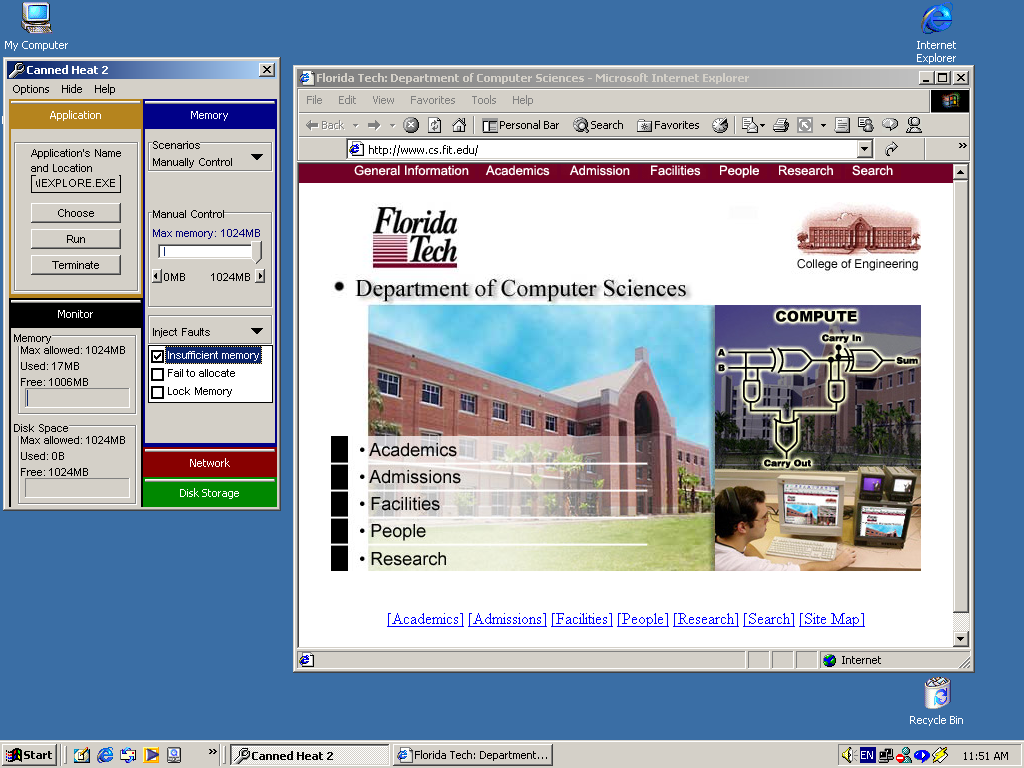 My Computer
Internet
Explorer
Canned Heat 2
Options Hide Help
Application
Application's Name
and Location
\IEXPLORE.EXE
Choose
Run
Terminate
Monitor
Memory
Max allowed: 1024MB
Used: 17MB
Free: 1006MB
Disk Space
Max allowed: 1024MB
Used: 0B
Free: 1024MB
Memory
Scenarios
Manually Control
Manual Control
Max memory: 1024MB
0MB 1024MB
Inject Faults
Insufficient memory
Fail to allocate
Lock Memory
Network
Disk Storage
Florida Tech: Department of Computer Sciences - Microsoft Internet Explorer
File Edit View Favorites Tools Help
Back Personal Bar Search Favorites
http://www.cs.fit.edu/
General Information Academics Admission Facilities People Research Search
Florida
Tech
College of Engineering
• Department of Computer Sciences
COMPUTE
Carry In
A
B
Sum
Carry Out
• Academics
• Admissions
• Facilities
• People
• Research
[Academics] [Admissions] [Facilities] [People] [Research] [Search] [Site Map]
Internet
Recycle Bin
Start
Canned Heat 2
Florida Tech: Department...
EN
11:51 AM